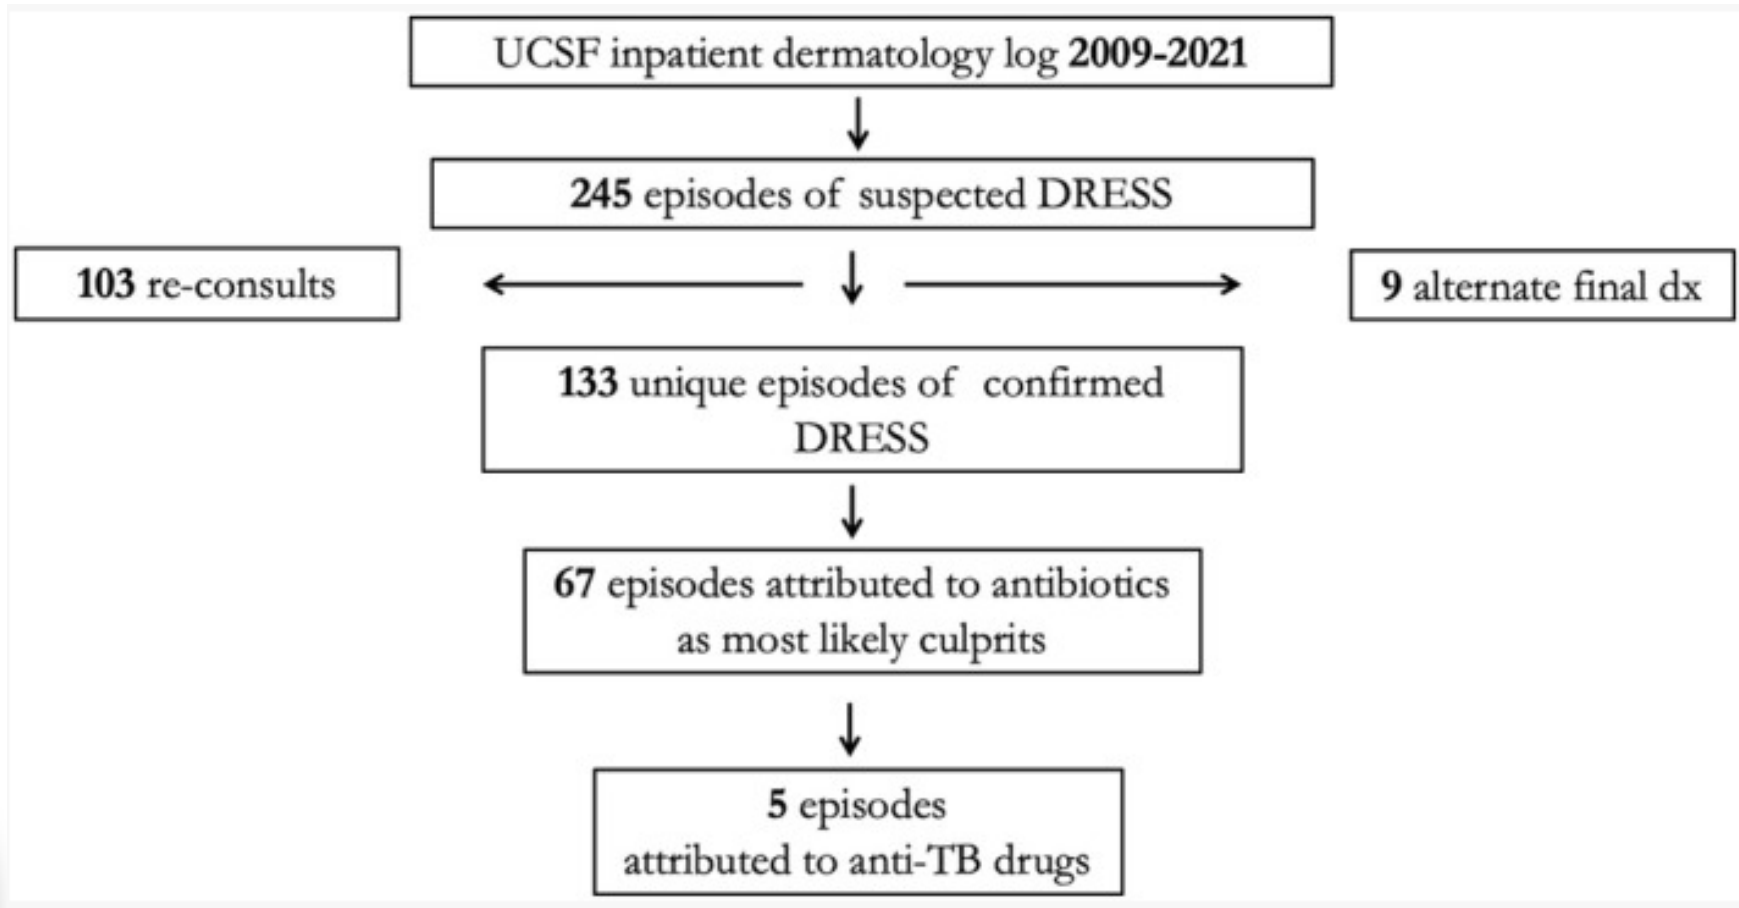 UCSF inpatient dermatology log 2009-2021
245 episodes of suspected DRESS
103 re-consults
9 alternate final dx
133 unique episodes of confirmed
DRESS
67 episodes attributed to antibiotics
as most likely culprits
5 episodes
attributed to anti-TB drugs